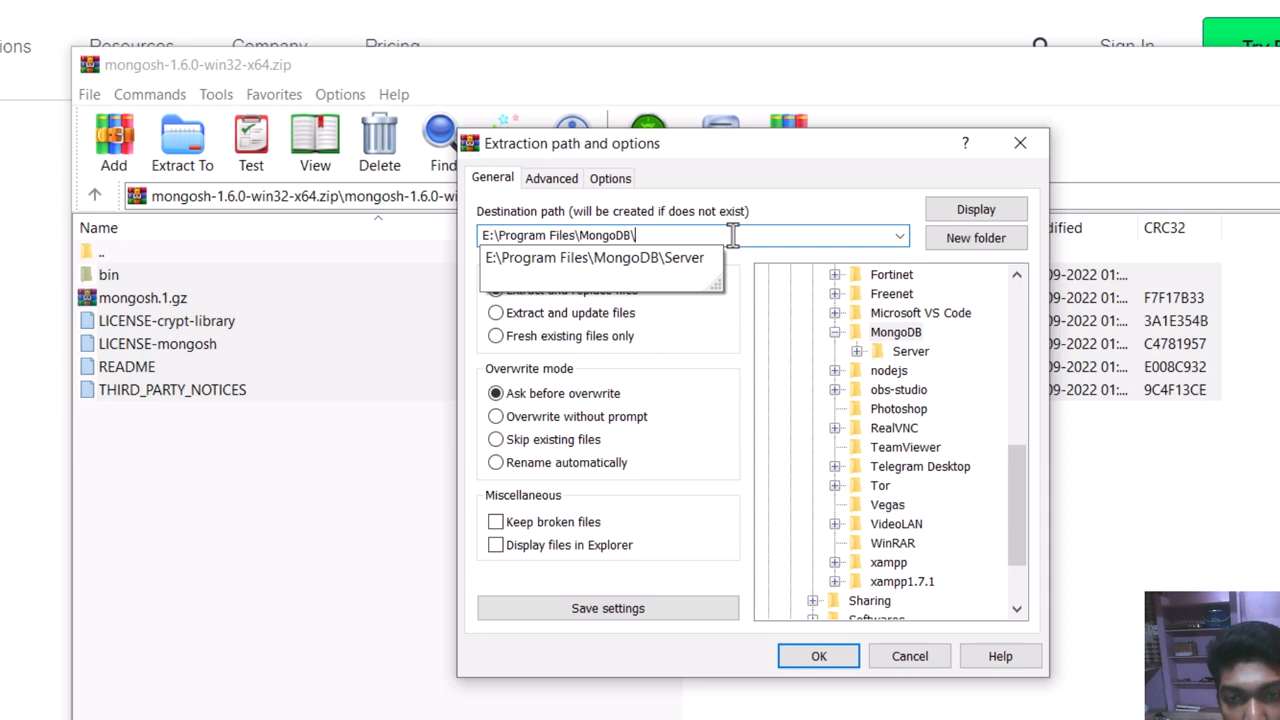 ions Resources Company Pricing Sign In
mongosh-1.6.0-win32-x64.zip
File Commands Tools Favorites Options Help
Add Extract To Test View Delete Find
mongosh-1.6.0-win32-x64.zip\mongosh-1.6.0-wi
Name
CRC32
..
bin
09-2022 01:...
mongosh.1.gz
09-2022 01:... F7F17B33
LICENSE-crypt-library
09-2022 01:... 3A1E354B
LICENSE-mongosh
09-2022 01:... C4781957
README
09-2022 01:... E008C932
THIRD_PARTY_NOTICES
09-2022 01:... 9C4F13CE
Extraction path and options
General Advanced Options
Destination path (will be created if does not exist)
E:\Program Files\MongoDB\
E:\Program Files\MongoDB\Server
Display
New folder
Extract and replace files
Extract and update files
Fresh existing files only
Overwrite mode
Ask before overwrite
Overwrite without prompt
Skip existing files
Rename automatically
Miscellaneous
Keep broken files
Display files in Explorer
Save settings
Fortinet
Freenet
Microsoft VS Code
MongoDB
Server
nodejs
obs-studio
Photoshop
RealVNC
TeamViewer
Telegram Desktop
Tor
Vegas
VideoLAN
WinRAR
xampp
xampp1.7.1
Sharing
Softwares
OK Cancel Help